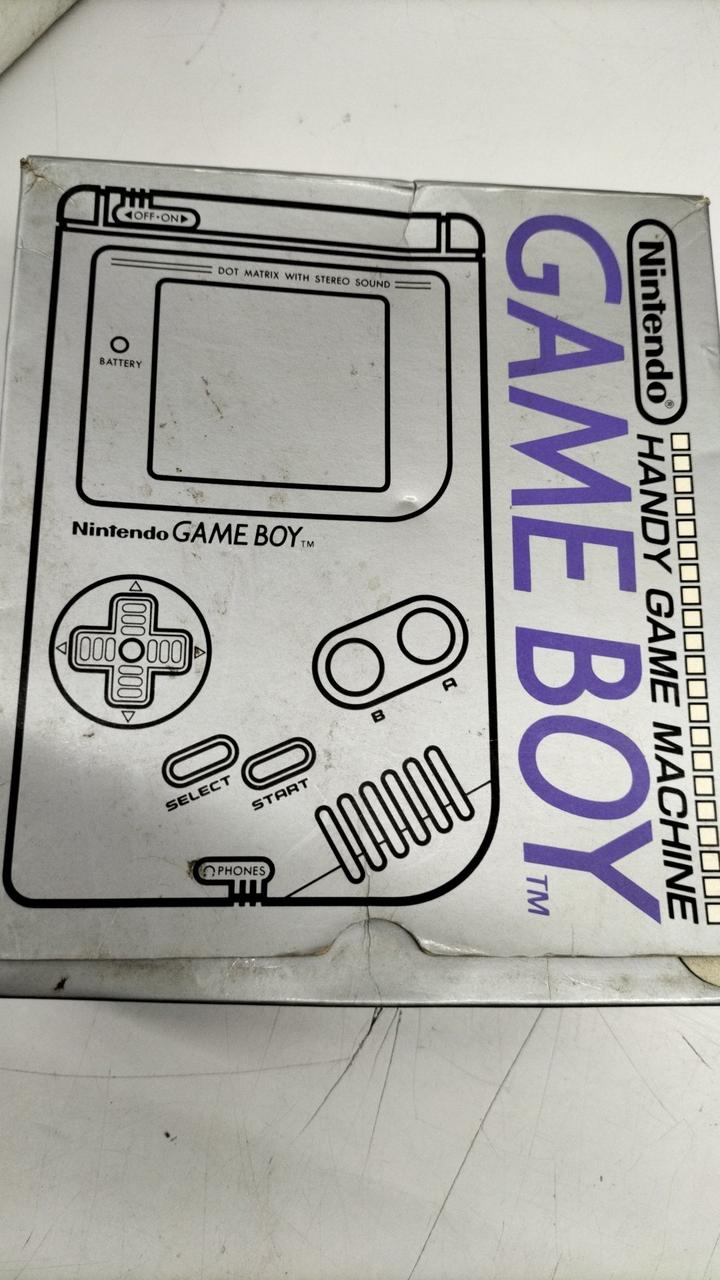 ◀OFF•ON▶
DOT MATRIX WITH STEREO SOUND
BATTERY
Nintendo GAME BOY™
B
A
SELECT
START
PHONES
Nintendo®
HANDY GAME MACHINE
GAME BOY™